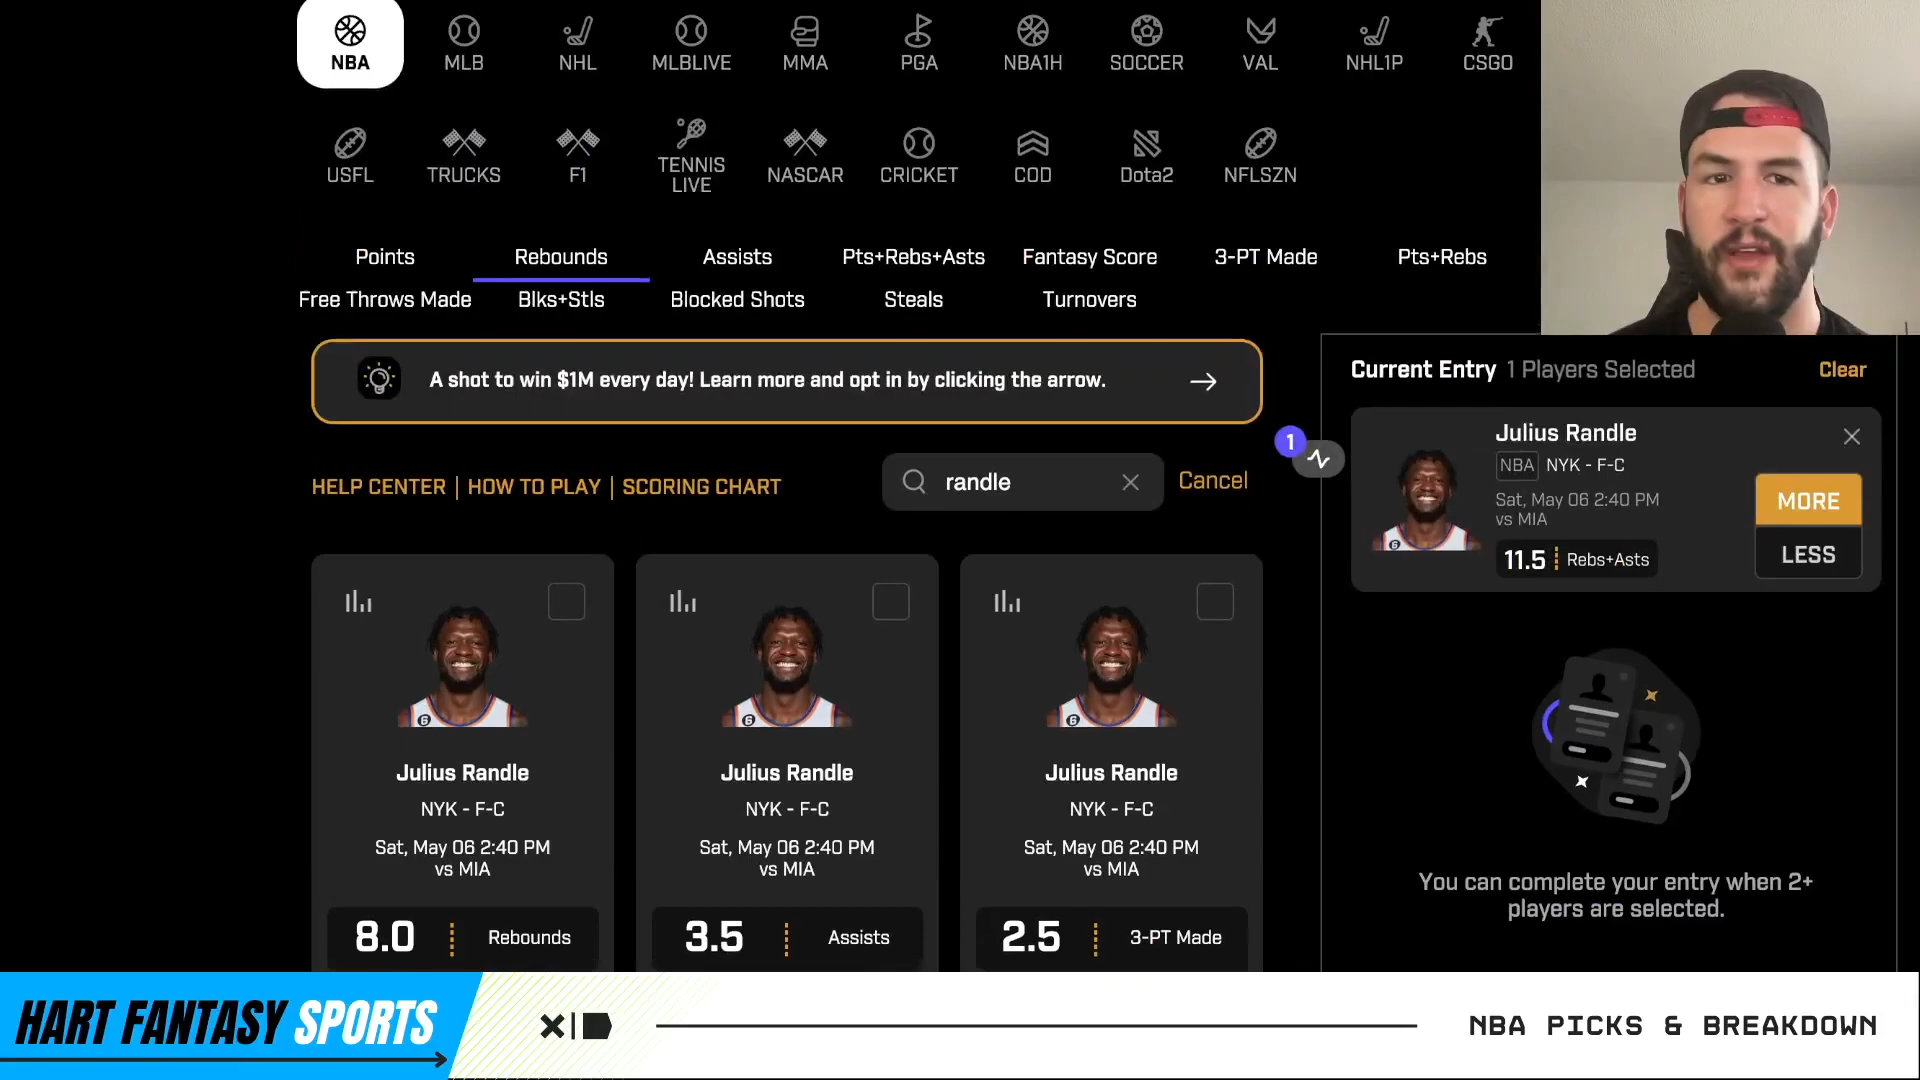 NBA
MLB
NHL
MLBLIVE
MMA
PGA
NBA1H
SOCCER
VAL
NHL1P
CSGO
USFL
TRUCKS
F1
TENNIS
LIVE
NASCAR
CRICKET
COD
Dota2
NFLSZN
Points
Rebounds
Assists
Pts+Rebs+Asts
Fantasy Score
3-PT Made
Pts+Rebs
Free Throws Made
Blks+Stls
Blocked Shots
Steals
Turnovers
A shot to win $1M every day! Learn more and opt in by clicking the arrow.
HELP CENTER | HOW TO PLAY | SCORING CHART
randle
Cancel
1
Current Entry 1 Players Selected
Clear
Julius Randle
NBA NYK - F-C
Sat, May 06 2:40 PM
vs MIA
11.5 Rebs+Asts
MORE
LESS
You can complete your entry when 2+
players are selected.
6
Julius Randle
NYK - F-C
Sat, May 06 2:40 PM
vs MIA
8.0 Rebounds
6
Julius Randle
NYK - F-C
Sat, May 06 2:40 PM
vs MIA
3.5 Assists
6
Julius Randle
NYK - F-C
Sat, May 06 2:40 PM
vs MIA
2.5 3-PT Made
HART FANTASY SPORTS
NBA PICKS & BREAKDOWN